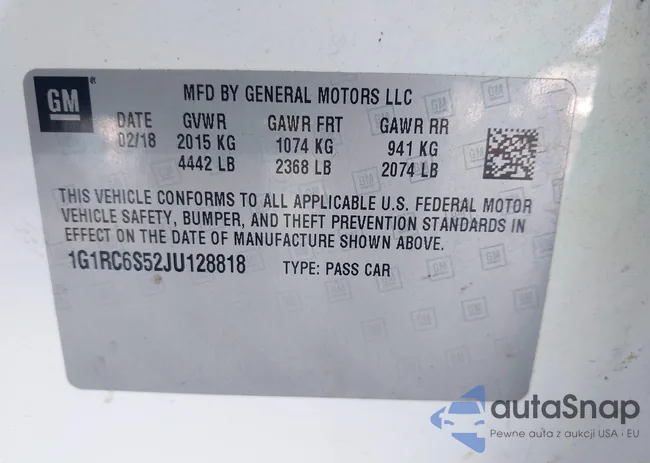 GM®
MFD BY GENERAL MOTORS LLC
DATE GVWR GAWR FRT GAWR RR
02/18 2015 KG 1074 KG 941 KG
4442 LB 2368 LB 2074 LB
THIS VEHICLE CONFORMS TO ALL APPLICABLE U.S. FEDERAL MOTOR
VEHICLE SAFETY, BUMPER, AND THEFT PREVENTION STANDARDS IN
EFFECT ON THE DATE OF MANUFACTURE SHOWN ABOVE.
1G1RC6S52JU128818 TYPE: PASS CAR
autaSnap
Pewne auta z aukcji USA i EU